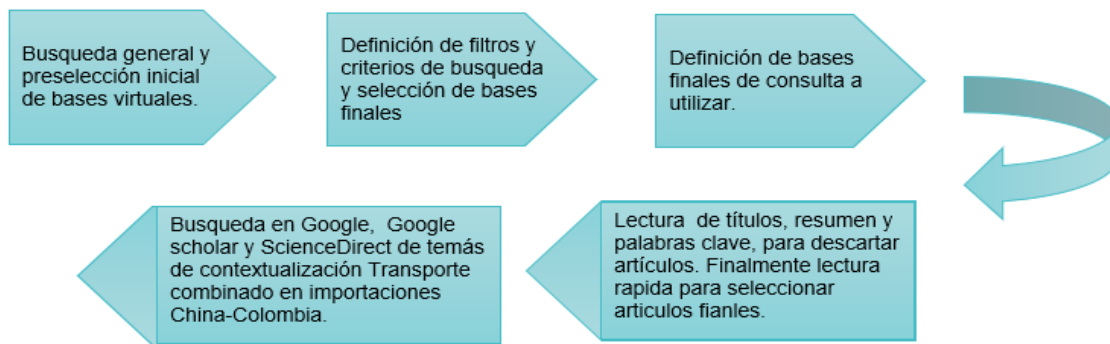 Busqueda general y
preselección inicial
de bases virtuales.
Definición de filtros y
criterios de busqueda
y selección de bases
finales
Definición de bases
finales de consulta a
utilizar.
Lectura de títulos, resumen y
palabras clave, para descartar
artículos. Finalmente lectura
rapida para seleccionar
articulos fianles.
Busqueda en Google, Google
scholar y ScienceDirect de temás
de contextualización Transporte
combinado en importaciones
China-Colombia.